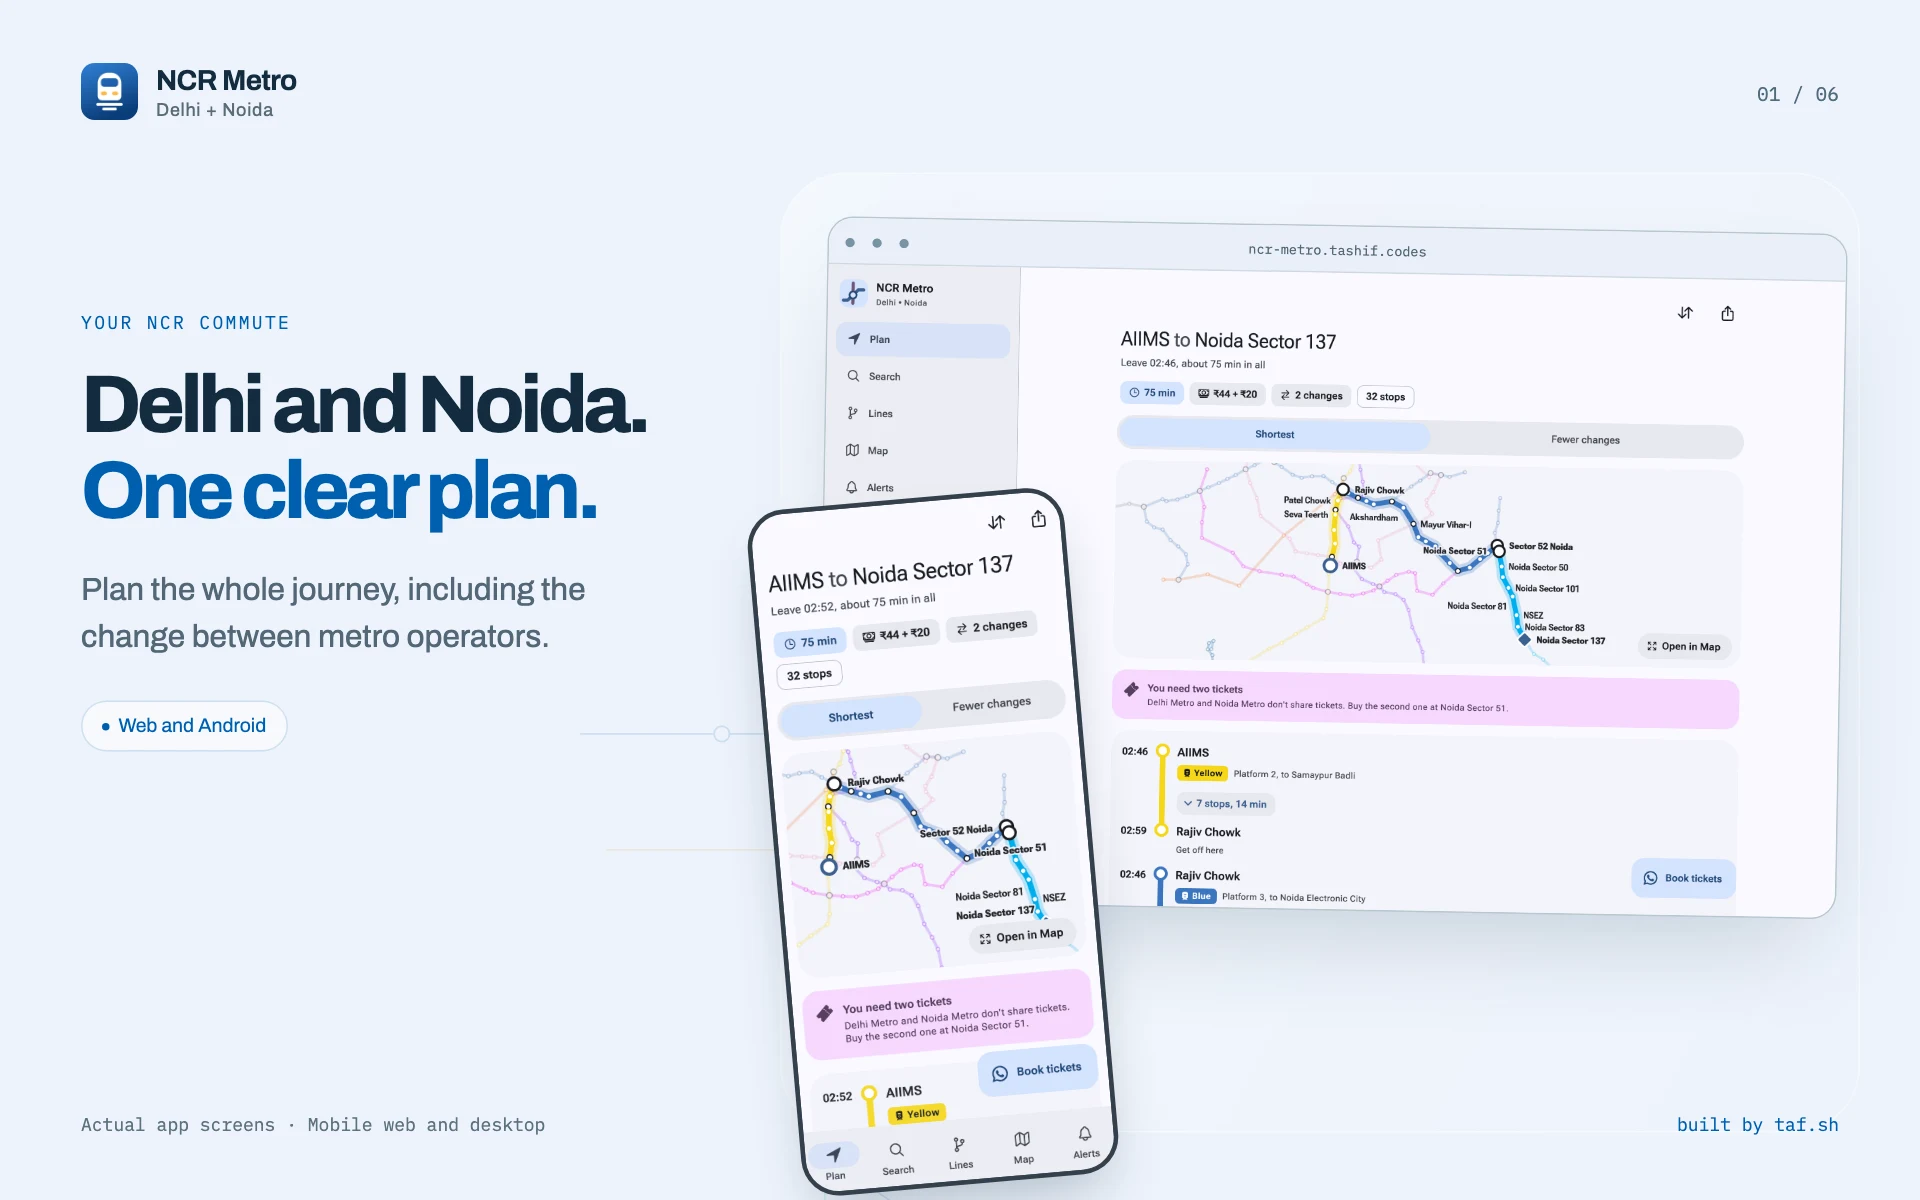 NCR Metro
Delhi + Noida
01 / 06
YOUR NCR COMMUTE
Delhi and Noida.
One clear plan.
Plan the whole journey, including the
change between metro operators.
• Web and Android
Actual app screens · Mobile web and desktop
built by taf.sh
ncr-metro.tashif.codes
NCR Metro
Delhi • Noida
Plan
Search
Lines
Map
Alerts
AIIMS to Noida Sector 137
Leave 02:46, about 75 min in all
75 min
₹44 + ₹20
2 changes
32 stops
Shortest
Fewer changes
Rajiv Chowk
Patel Chowk
Seva Teerth
Akshardham
Mayur Vihar-I
Noida Sector 51
Sector 52 Noida
AIIMS
Noida Sector 50
Noida Sector 101
Noida Sector 81
NSEZ
Noida Sector 83
Noida Sector 137
Open in Map
You need two tickets
Delhi Metro and Noida Metro don't share tickets. Buy the second one at Noida Sector 51.
02:46
AIIMS
Yellow
Platform 2, to Samaypur Badli
7 stops, 14 min
02:59
Rajiv Chowk
Get off here
02:46
Rajiv Chowk
Blue
Platform 3, to Noida Electronic City
Book tickets
AIIMS to Noida Sector 137
Leave 02:52, about 75 min in all
75 min
₹44 + ₹20
2 changes
32 stops
Shortest
Fewer changes
Rajiv Chowk
Sector 52 Noida
Noida Sector 51
AIIMS
Noida Sector 81
NSEZ
Noida Sector 137
Open in Map
You need two tickets
Delhi Metro and Noida Metro don't share tickets.
Buy the second one at Noida Sector 51.
02:52
AIIMS
Yellow
Book tickets
Plan
Search
Lines
Map
Alerts